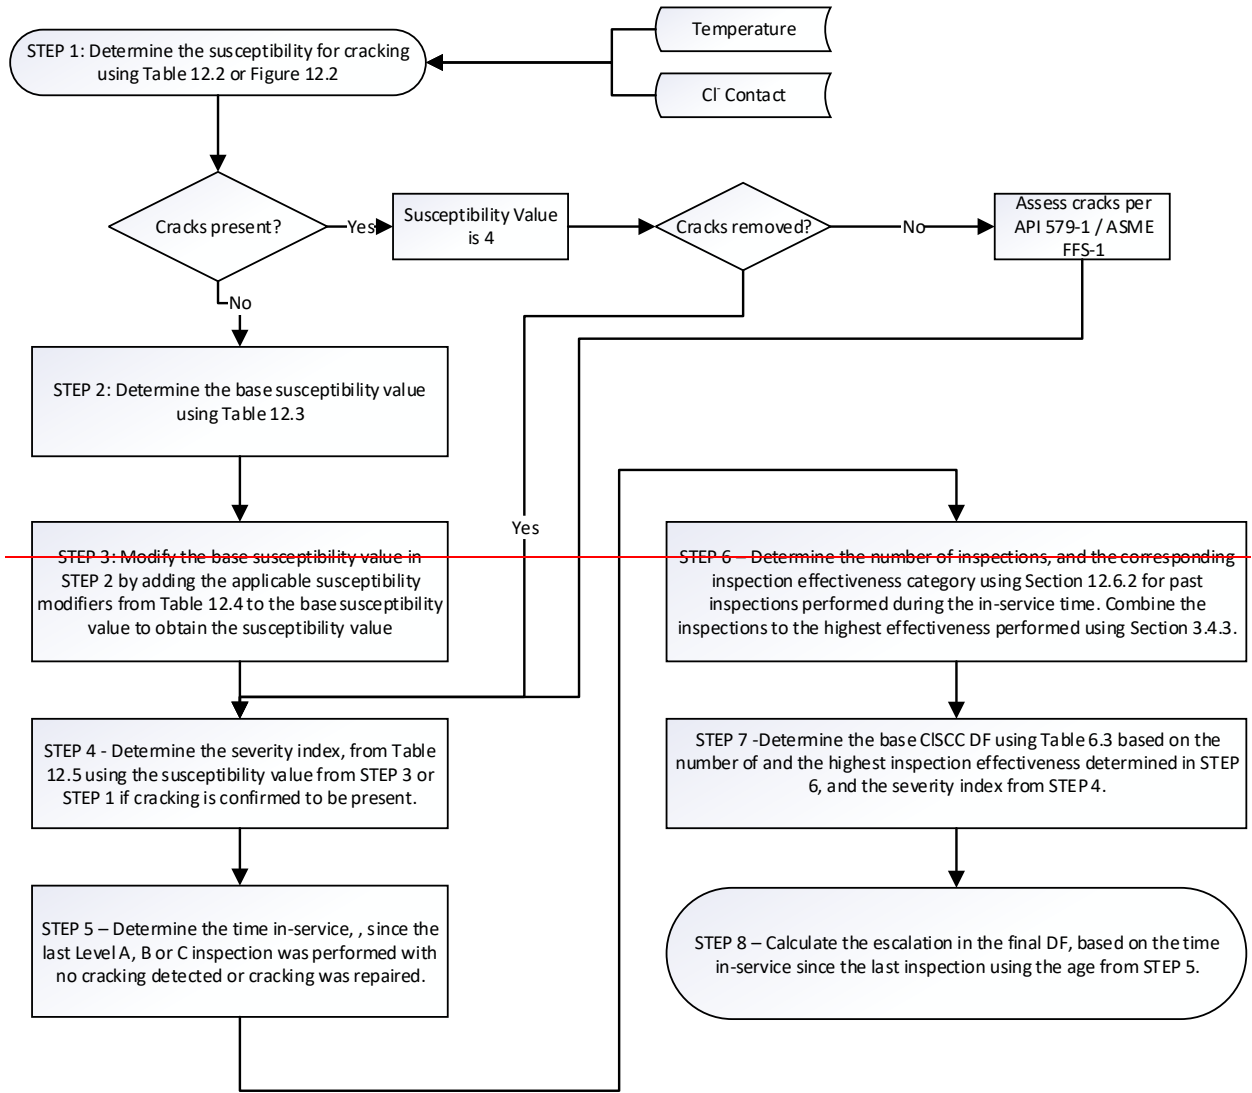 STEP 1: Determine the susceptibility for cracking
using Table 12.2 or Figure 12.2
Temperature
Cl⁻ Contact
Cracks present?
Yes
Susceptibility Value
is 4
Cracks removed?
No
Assess cracks per
API 579-1 / ASME
FFS-1
No
STEP 2: Determine the base susceptibility value
using Table 12.3
Yes
STEP 3: Modify the base susceptibility value in
STEP 2 by adding the applicable susceptibility
modifiers from Table 12.4 to the base susceptibility
value to obtain the susceptibility value
STEP 4 - Determine the severity index, from Table
12.5 using the susceptibility value from STEP 3 or
STEP 1 if cracking is confirmed to be present.
STEP 5 – Determine the time in-service, , since the
last Level A, B or C inspection was performed with
no cracking detected or cracking was repaired.
STEP 6 – Determine the number of inspections, and the corresponding
inspection effectiveness category using Section 12.6.2 for past
inspections performed during the in-service time. Combine the
inspections to the highest effectiveness performed using Section 3.4.3.
STEP 7 -Determine the base ClSCC DF using Table 6.3 based on the
number of and the highest inspection effectiveness determined in STEP
6, and the severity index from STEP 4.
STEP 8 – Calculate the escalation in the final DF, based on the time
in-service since the last inspection using the age from STEP 5.